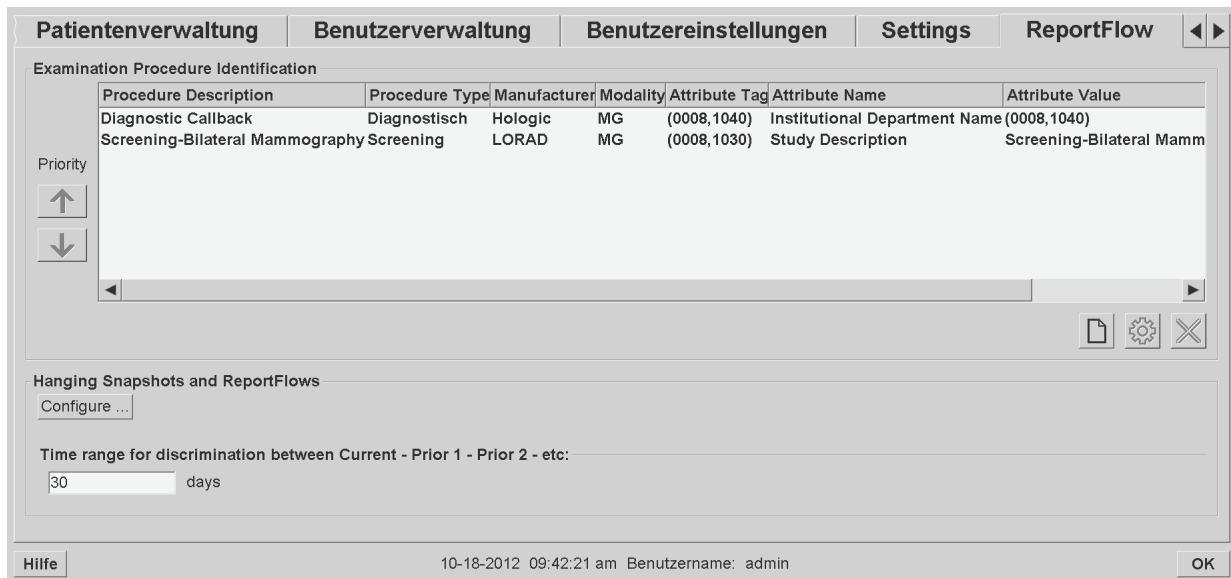 Patientenverwaltung Benutzerverwaltung Benutzereinstellungen Settings ReportFlow
Examination Procedure Identification
Procedure Description Procedure Type Manufacturer Modality Attribute Tag Attribute Name Attribute Value
Diagnostic Callback Diagnostisch Hologic MG (0008,1040) Institutional Department Name (0008,1040)
Screening-Bilateral Mammography Screening LORAD MG (0008,1030) Study Description Screening-Bilateral Mamm
Priority
Hanging Snapshots and ReportFlows
Configure ...
Time range for discrimination between Current - Prior 1 - Prior 2 - etc:
30 days
Hilfe 10-18-2012 09:42:21 am Benutzername: admin OK